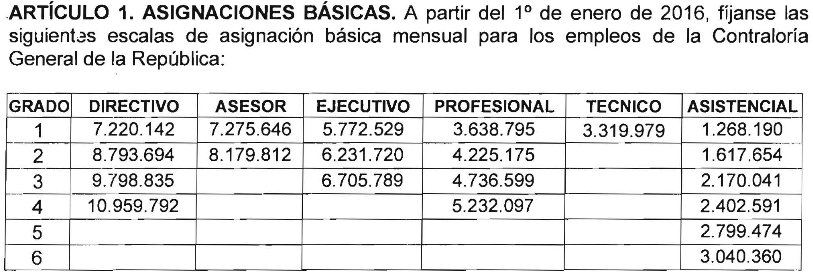 ARTÍCULO 1. ASIGNACIONES BÁSICAS. A partir del 1º de enero de 2016, fíjanse las
siguientes escalas de asignación básica mensual para los empleos de la Contraloría
General de la República:
GRADO DIRECTIVO ASESOR EJECUTIVO PROFESIONAL TECNICO ASISTENCIAL
1 7.220.142 7.275.646 5.772.529 3.638.795 3.319.979 1.268.190
2 8.793.694 8.179.812 6.231.720 4.225.175 1.617.654
3 9.798.835 6.705.789 4.736.599 2.170.041
4 10.959.792 5.232.097 2.402.591
5 2.799.474
6 3.040.360